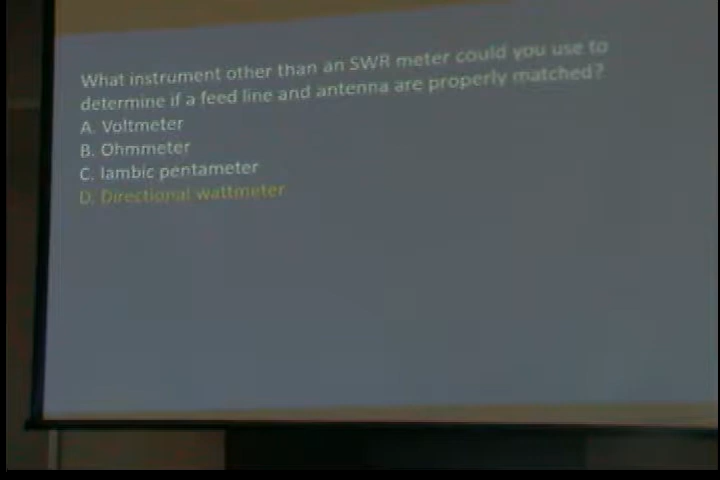 What instrument other than an SWR meter could you use to
determine if a feed line and antenna are properly matched?
A. Voltmeter
B. Ohmmeter
C. Iambic pentameter
D. Directional wattmeter